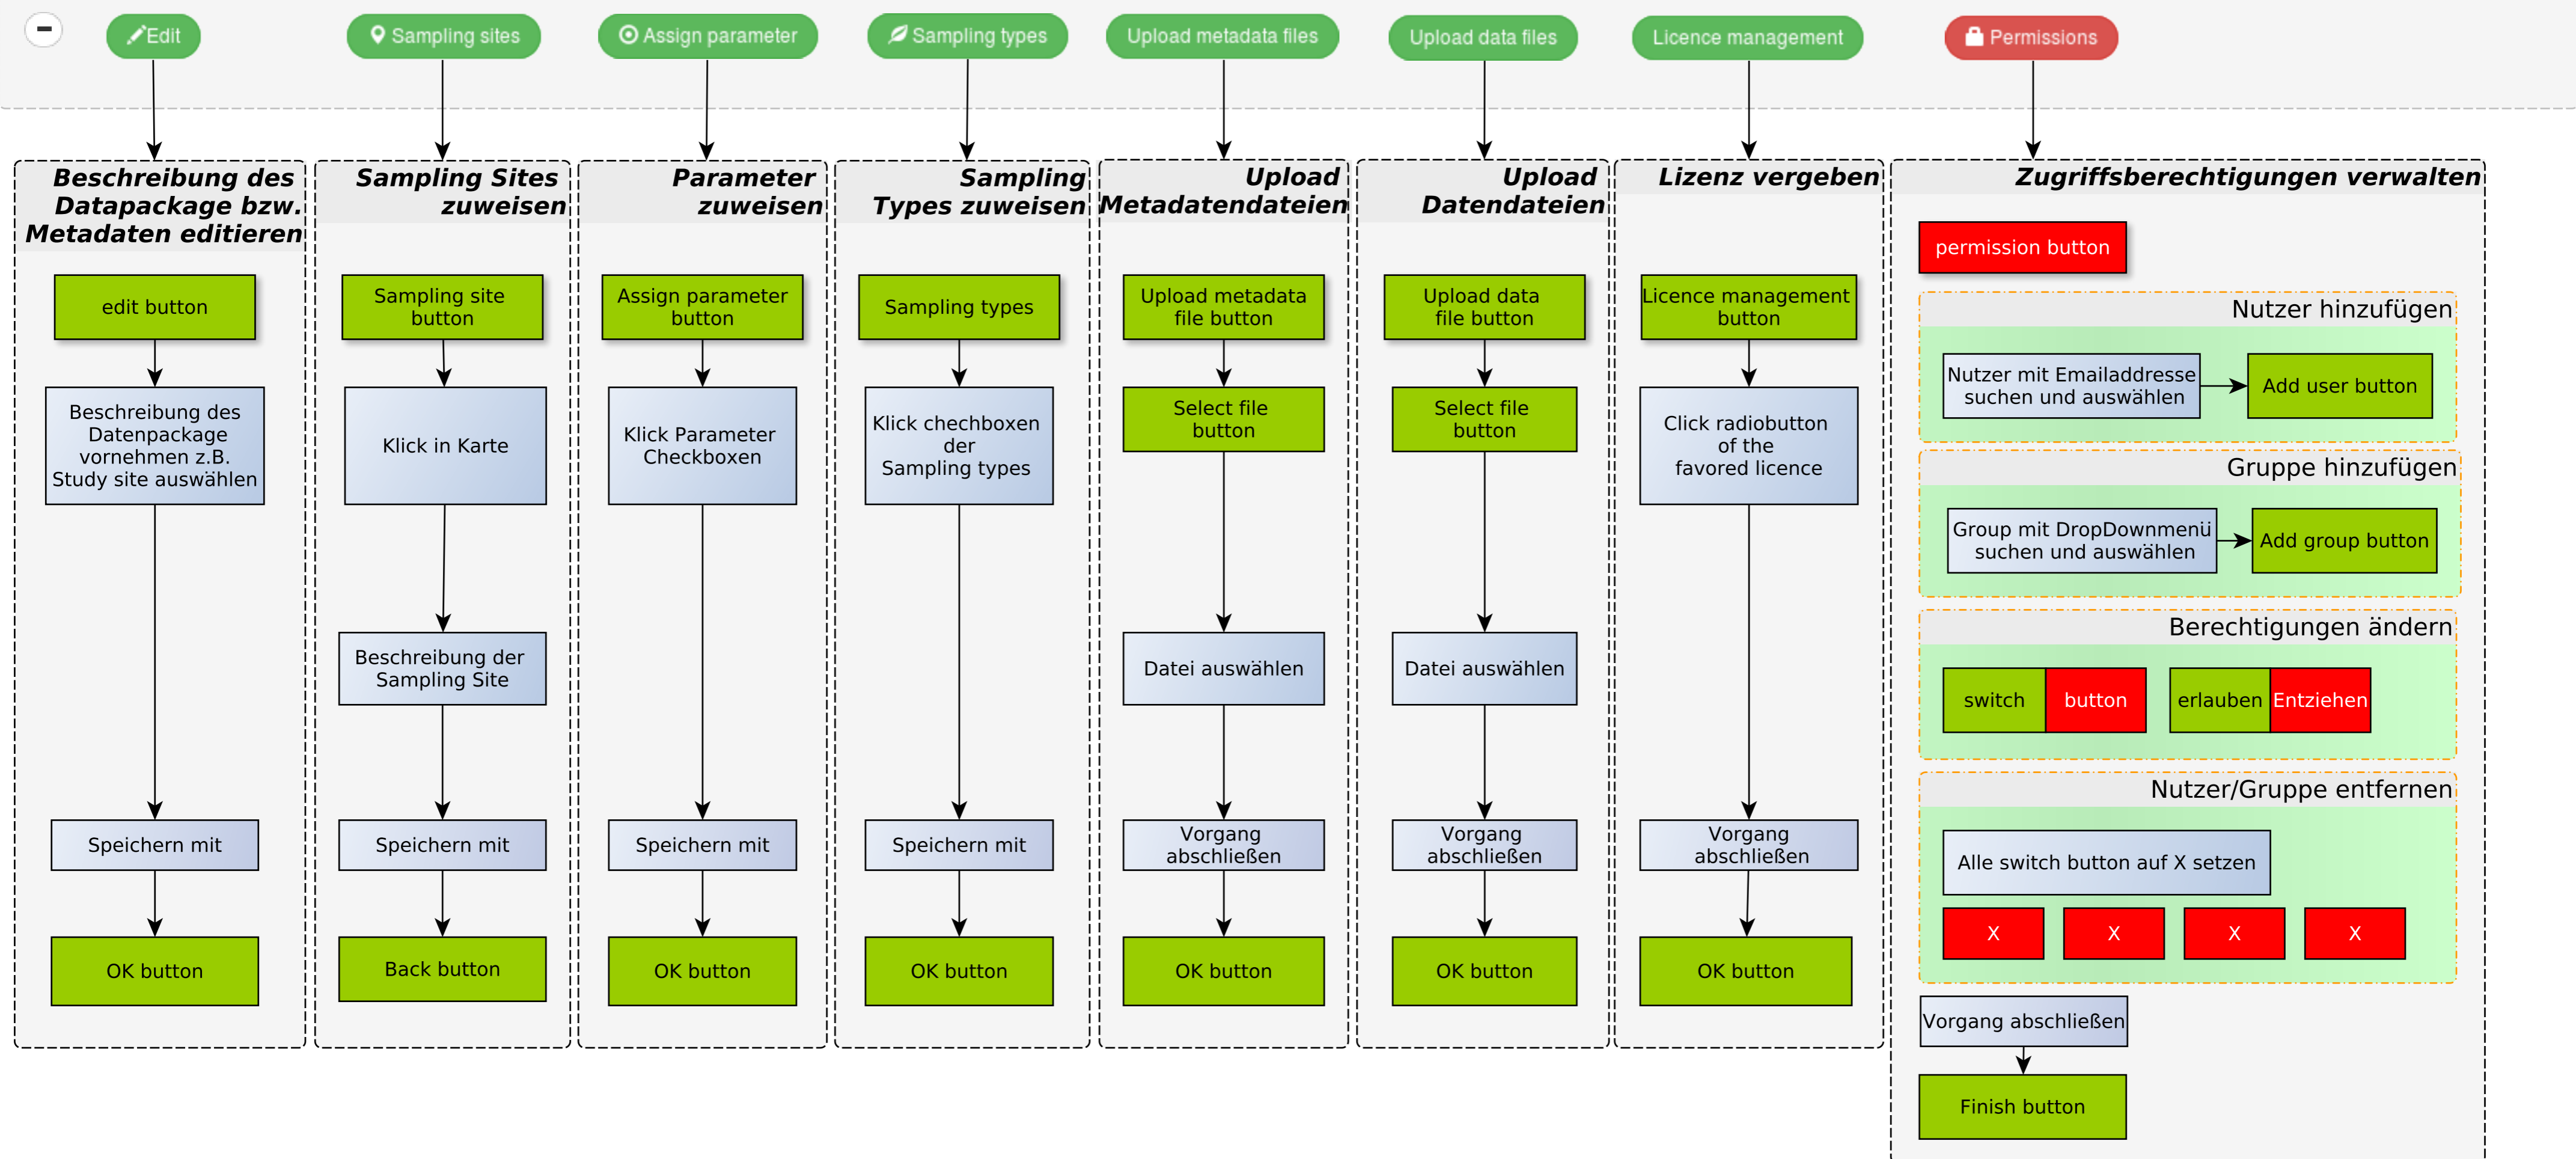 Edit
Sampling sites
Assign parameter
Sampling types
Upload metadata files
Upload data files
Licence management
Permissions
Beschreibung des
Datapackage bzw.
Metadaten editieren
edit button
Beschreibung des
Datenpackage
vornehmen z.B.
Study site auswählen
Speichern mit
OK button
Sampling Sites
zuweisen
Sampling site
button
Klick in Karte
Beschreibung der
Sampling Site
Speichern mit
Back button
Parameter
zuweisen
Assign parameter
button
Klick Parameter
Checkboxen
Speichern mit
OK button
Sampling
Types zuweisen
Sampling types
Klick chechboxen
der
Sampling types
Speichern mit
OK button
Upload
Metadatendateien
Upload metadata
file button
Select file
button
Datei auswählen
Vorgang
abschließen
OK button
Upload
Datendateien
Upload data
file button
Select file
button
Datei auswählen
Vorgang
abschließen
OK button
Lizenz vergeben
Licence management
button
Click radiobutton
of the
favored licence
Vorgang
abschließen
OK button
Zugriffsberechtigungen verwalten
permission button
Nutzer hinzufügen
Nutzer mit Emailaddresse
suchen und auswählen
Add user button
Gruppe hinzufügen
Group mit DropDownmenü
suchen und auswählen
Add group button
Berechtigungen ändern
switch
button
erlauben
Entziehen
Nutzer/Gruppe entfernen
Alle switch button auf X setzen
X
X
X
X
Vorgang abschließen
Finish button